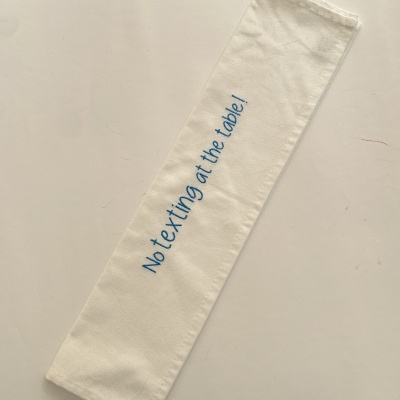 No texting at the table!